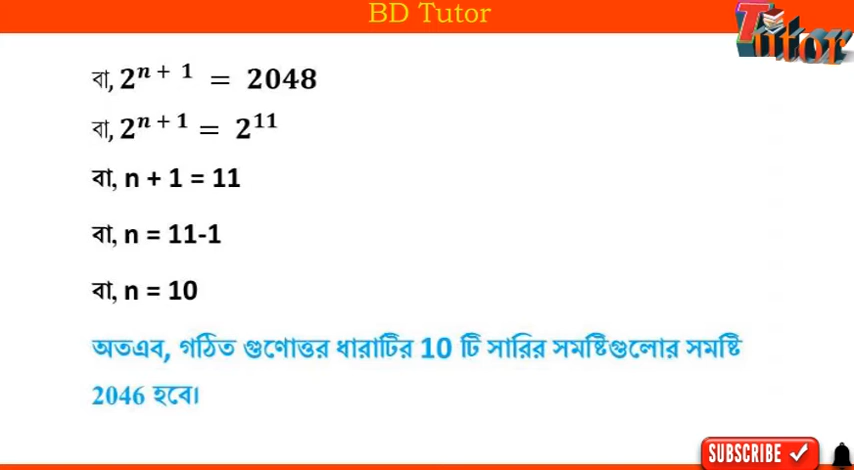 BD Tutor
Tutor
বা, 2^{n + 1} = 2048
বা, 2^{n + 1} = 2^{11}
বা, n + 1 = 11
বা, n = 11-1
বা, n = 10
অতএব, গঠিত গুণোত্তর ধারাটির 10 টি সারির সমষ্টিগুলোর সমষ্টি
2046 হবে।
SUBSCRIBE